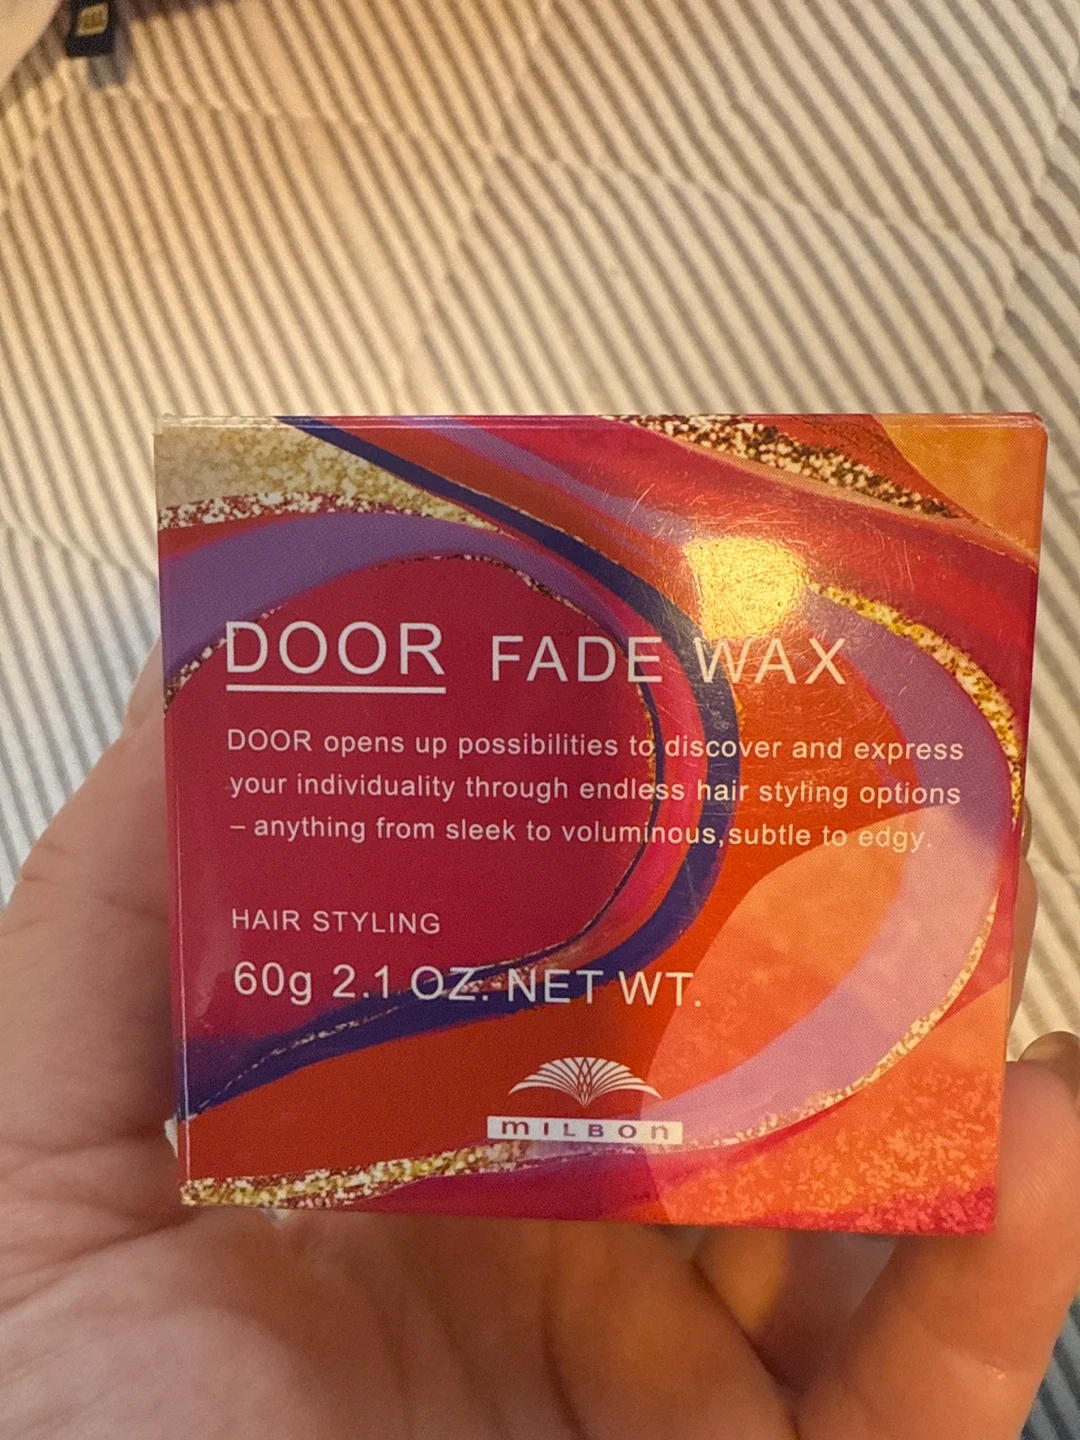 DOOR FADE WAX
DOOR opens up possibilities to discover and express
your individuality through endless hair styling options
– anything from sleek to voluminous,subtle to edgy.
HAIR STYLING
60g 2.1 OZ. NET WT.
mILBOn